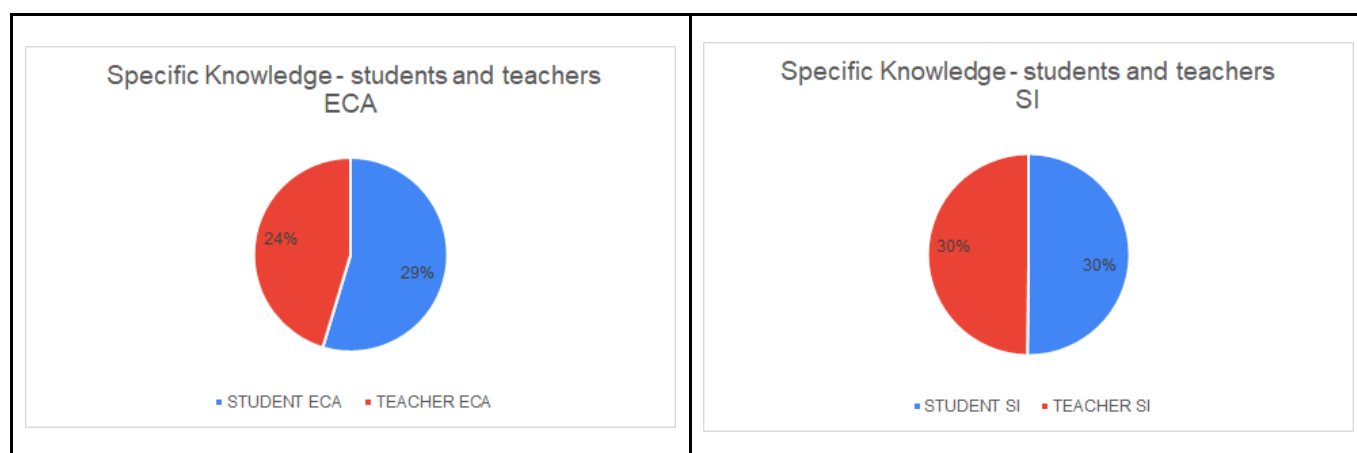 Specific Knowledge - students and teachers
ECA
24%
29%
STUDENT ECA TEACHER ECA
Specific Knowledge - students and teachers
SI
30%
30%
STUDENT SI TEACHER SI